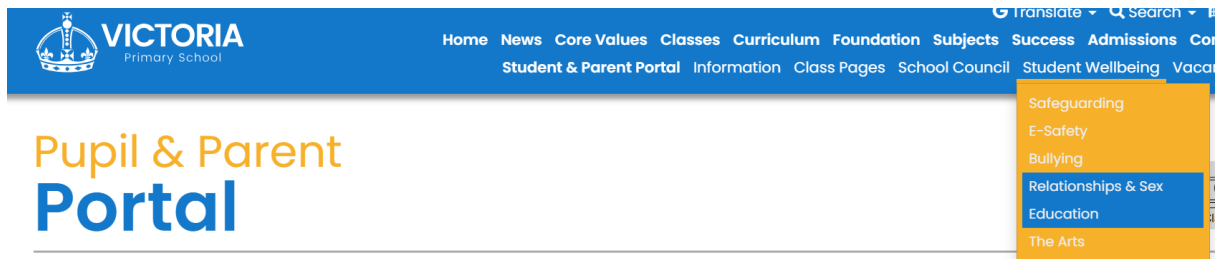 Translate Search
VICTORIA
Primary School
Home News Core Values Classes Curriculum Foundation Subjects Success Admissions
Student & Parent Portal Information Class Pages School Council Student Wellbeing
Safeguarding
E-Safety
Bullying
Relationships & Sex
Education
The Arts
Pupil & Parent
Portal